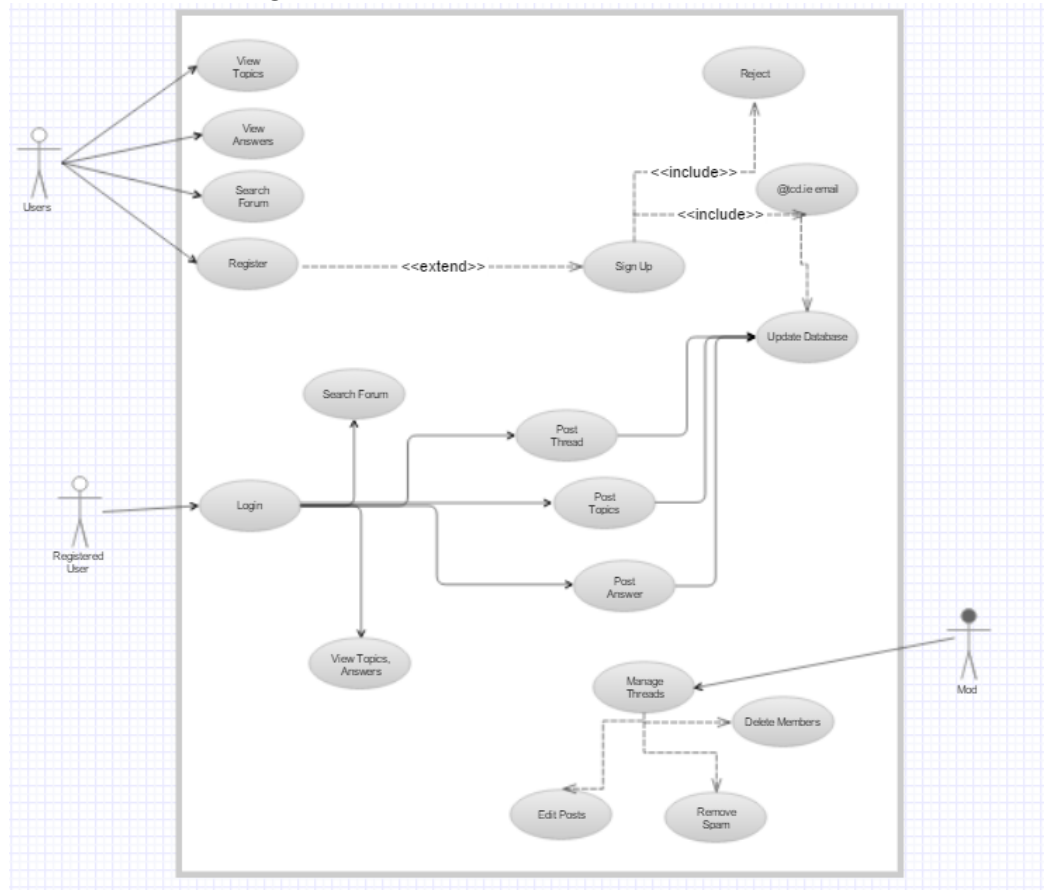 View
Topics
Reject
View
Answers
Users
<<include>>
@tcd.ie email
Search
Forum
<<include>>
Register
<<extend>>
Sign Up
Update Database
Search Forum
Post
Thread
Login
Post
Topics
Registered
User
Post
Answer
View Topics,
Answers
Manage
Threads
Mod
Delete Members
Edit Posts
Remove
Spam